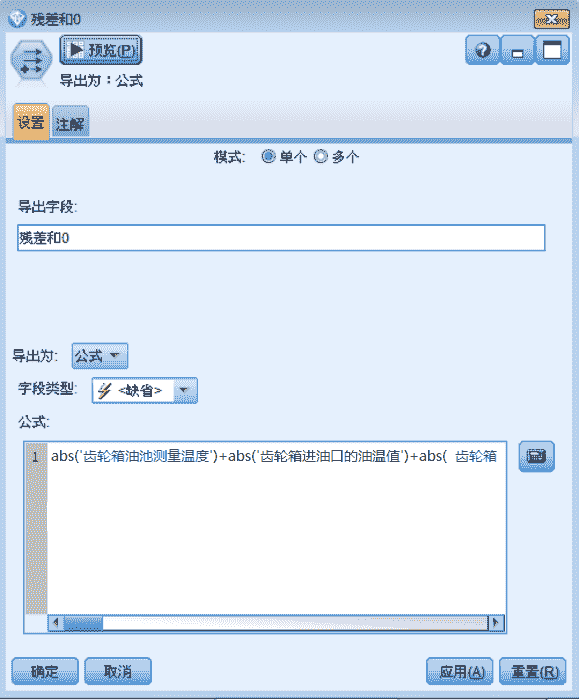 残差和0
预览(P)
导出为：公式
设置 注解
模式: 单个 多个
导出字段:
残差和0
导出为: 公式
字段类型: <缺省>
公式:
1 abs('齿轮箱油池测量温度')+abs('齿轮箱进油口的油温值')+abs( 齿轮箱
确定 取消 应用(A) 重置(R)